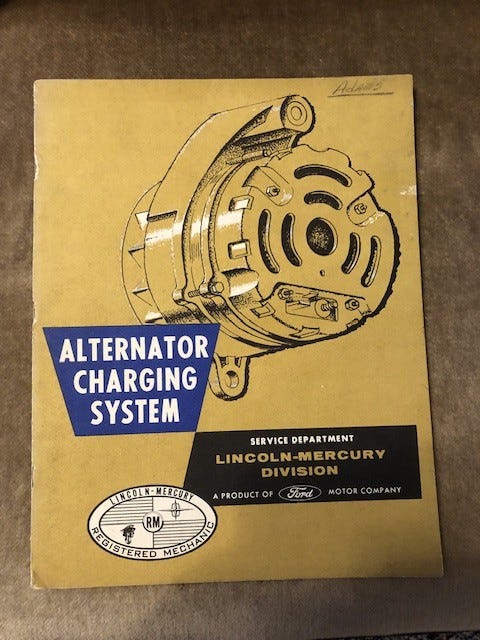 Adams
ALTERNATOR
CHARGING
SYSTEM
SERVICE DEPARTMENT
LINCOLN-MERCURY
DIVISION
A PRODUCT OF Ford MOTOR COMPANY
LINCOLN-MERCURY
RM
REGISTERED MECHANIC